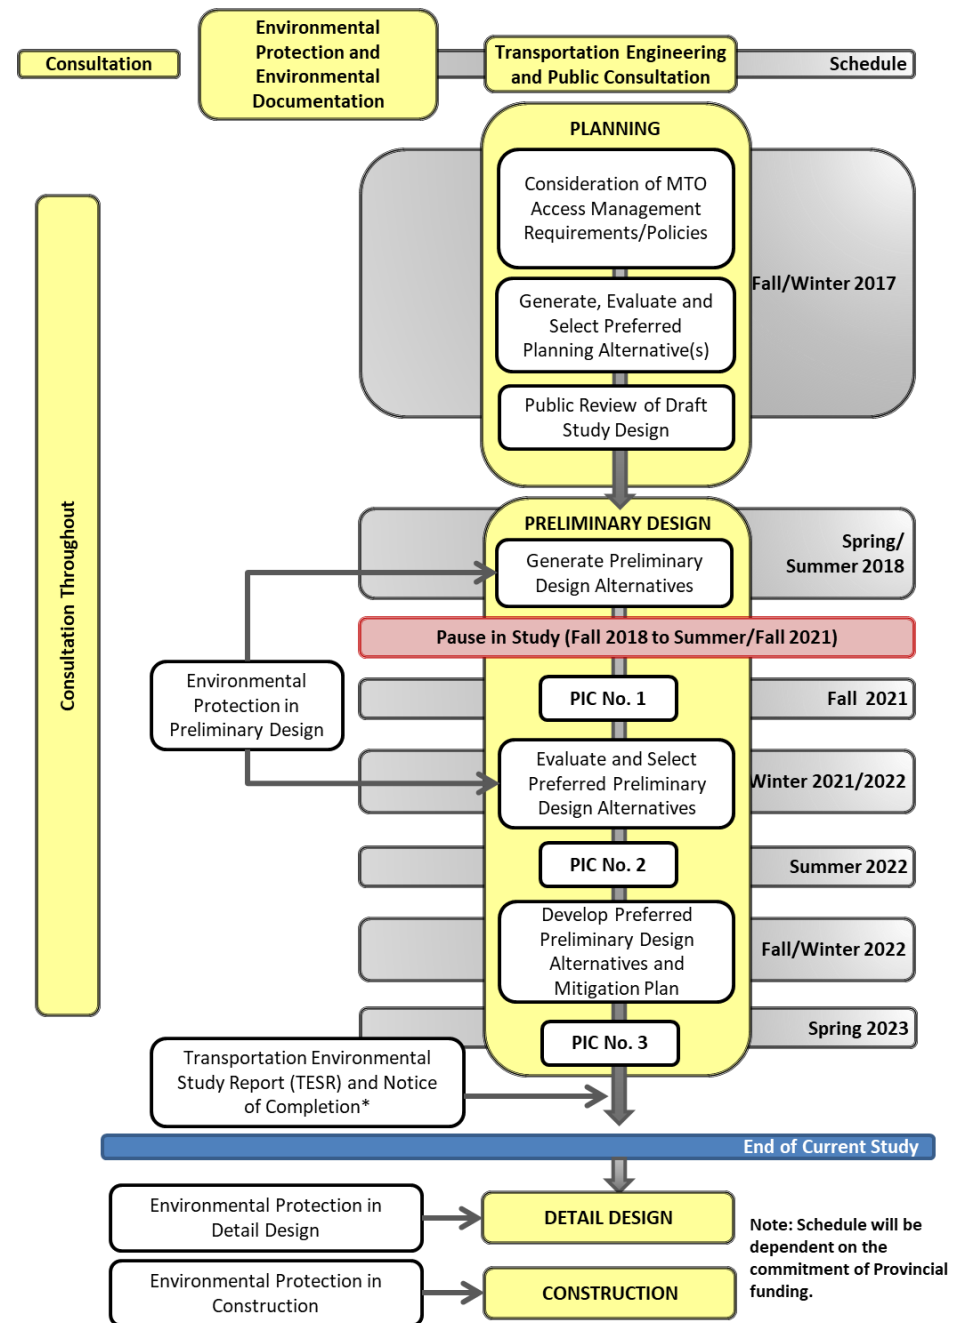 Consultation
Environmental
Protection and
Environmental
Documentation
Transportation Engineering
and Public Consultation
Schedule
PLANNING
Consideration of MTO
Access Management
Requirements/Policies
Fall/Winter 2017
Generate, Evaluate and
Select Preferred
Planning Alternative(s)
Public Review of Draft
Study Design
Consultation Throughout
PRELIMINARY DESIGN
Generate Preliminary
Design Alternatives
Spring/
Summer 2018
Pause in Study (Fall 2018 to Summer/Fall 2021)
Environmental
Protection in
Preliminary Design
PIC No. 1
Fall 2021
Evaluate and Select
Preferred Preliminary
Design Alternatives
Winter 2021/2022
PIC No. 2
Summer 2022
Develop Preferred
Preliminary Design
Alternatives and
Mitigation Plan
Fall/Winter 2022
PIC No. 3
Spring 2023
Transportation Environmental
Study Report (TESR) and Notice
of Completion*
End of Current Study
Environmental Protection in
Detail Design
DETAIL DESIGN
Environmental Protection in
Construction
CONSTRUCTION
Note: Schedule will be
dependent on the
commitment of Provincial
funding.